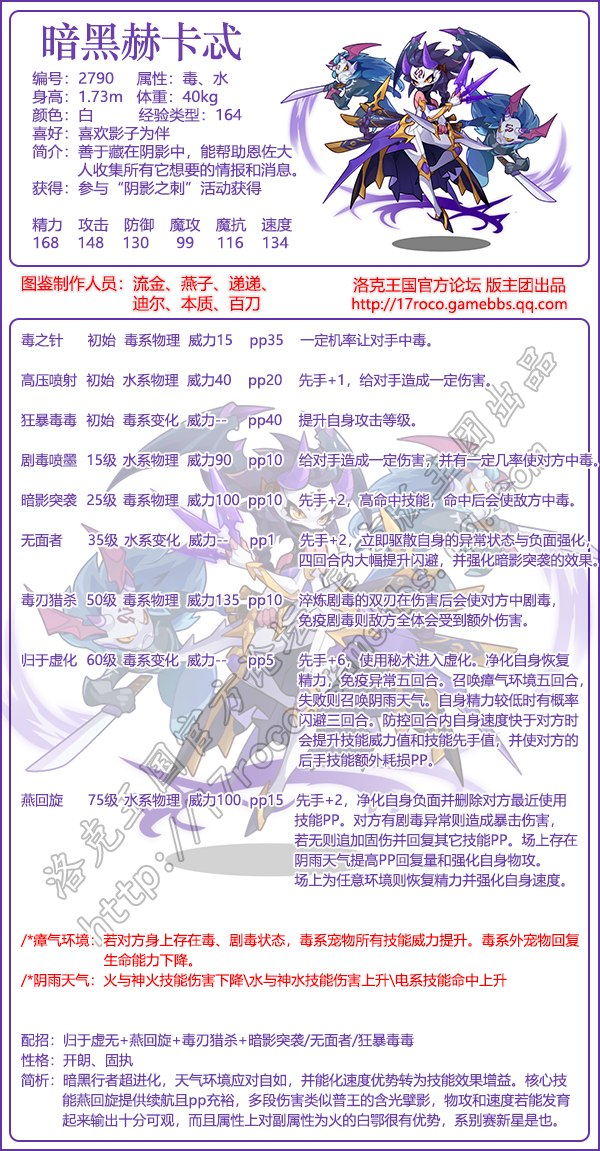 暗黑赫卡忒
编号：2790 属性：毒、水
身高：1.73m 体重：40kg
颜色：白 经验类型：164
喜好：喜欢影子为伴
简介：善于藏在阴影中，能帮助恩佐大
人收集所有它想要的情报和消息。
获得：参与“阴影之刺”活动获得
精力 攻击 防御 魔攻 魔抗 速度
168 148 130 99 116 134
图鉴制作人员：流金、燕子、递递、
迪尔、本质、百刀
洛克王国官方论坛 版主团出品
http://17roco.gamebbs.qq.com
毒之针 初始 毒系物理 威力15 pp35 一定机率让对手中毒。
高压喷射 初始 水系物理 威力40 pp20 先手+1，给对手造成一定伤害。
狂暴毒毒 初始 毒系变化 威力-- pp40 提升自身攻击等级。
剧毒喷墨 15级 水系物理 威力90 pp10 给对手造成一定伤害，并有一定几率使对方中毒。
暗影突袭 25级 毒系物理 威力100 pp10 先手+2，高命中技能，命中后会使敌方中毒。
无面者 35级 水系变化 威力-- pp1 先手+2，立即驱散自身的异常状态与负面强化，
四回合内大幅提升闪避，并强化暗影突袭的效果。
毒刃猎杀 50级 毒系物理 威力135 pp10 淬炼剧毒的双刃在伤害后会使对方中剧毒，
免疫剧毒则敌方全体会受到额外伤害。
归于虚化 60级 毒系变化 威力-- pp5 先手+6，使用秘术进入虚化。净化自身恢复
精力，免疫异常五回合。召唤瘴气环境五回合，
失败则召唤阴雨天气。自身精力较低时有概率
闪避三回合。防控回合内自身速度快于对方时
会提升技能威力值和技能先手值，并使对方的
后手技能额外耗损PP。
燕回旋 75级 水系物理 威力100 pp15 先手+2，净化自身负面并删除对方最近使用
技能PP。对方有剧毒异常则造成暴击伤害，
若无则追加固伤并回复其它技能PP。场上存在
阴雨天气提高PP回复量和强化自身物攻。
场上为任意环境则恢复精力并强化自身速度。
洛克王国官方论坛版主团出品
http://17roco.gamebbs.qq.com
/*瘴气环境：若对方身上存在毒、剧毒状态，毒系宠物所有技能威力提升。毒系外宠物回复
生命能力下降。
/*阴雨天气：火与神火技能伤害下降\水与神水技能伤害上升\电系技能命中上升
配招：归于虚无+燕回旋+毒刃猎杀+暗影突袭/无面者/狂暴毒毒
性格：开朗、固执
简析：暗黑行者超进化，天气环境应对自如，并能化速度优势转为技能效果增益。核心技
能燕回旋提供续航且pp充裕，多段伤害类似普王的含光擘影，物攻和速度若能发育
起来输出十分可观，而且属性上对副属性为火的白鄂很有优势，系别赛新星是也。